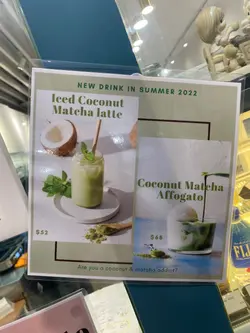 NEW DRINK IN SUMMER 2022
Iced Coconut
Matcha latte
$52
Coconut Matcha
Affogato
$68
Are you a coconut & matcha addict?